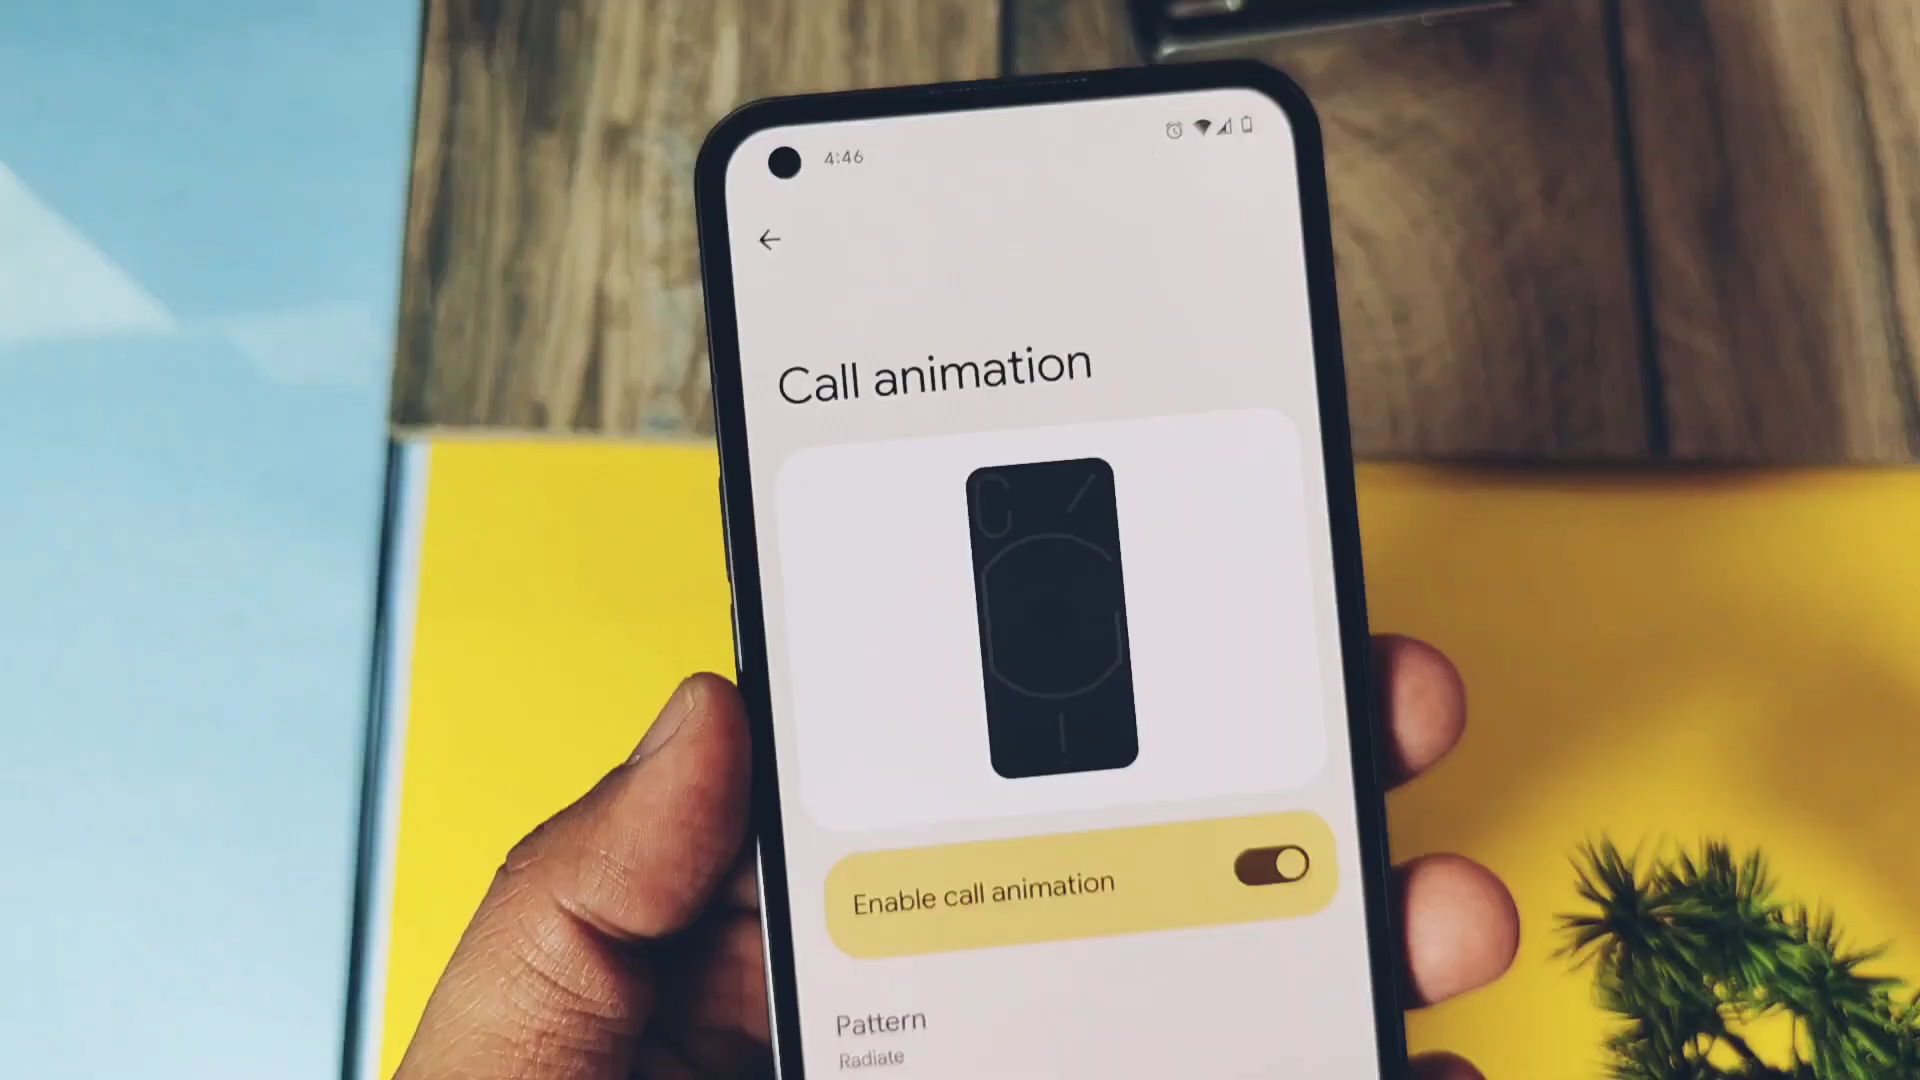 4:46
Call animation
Enable call animation
Pattern
Radiate